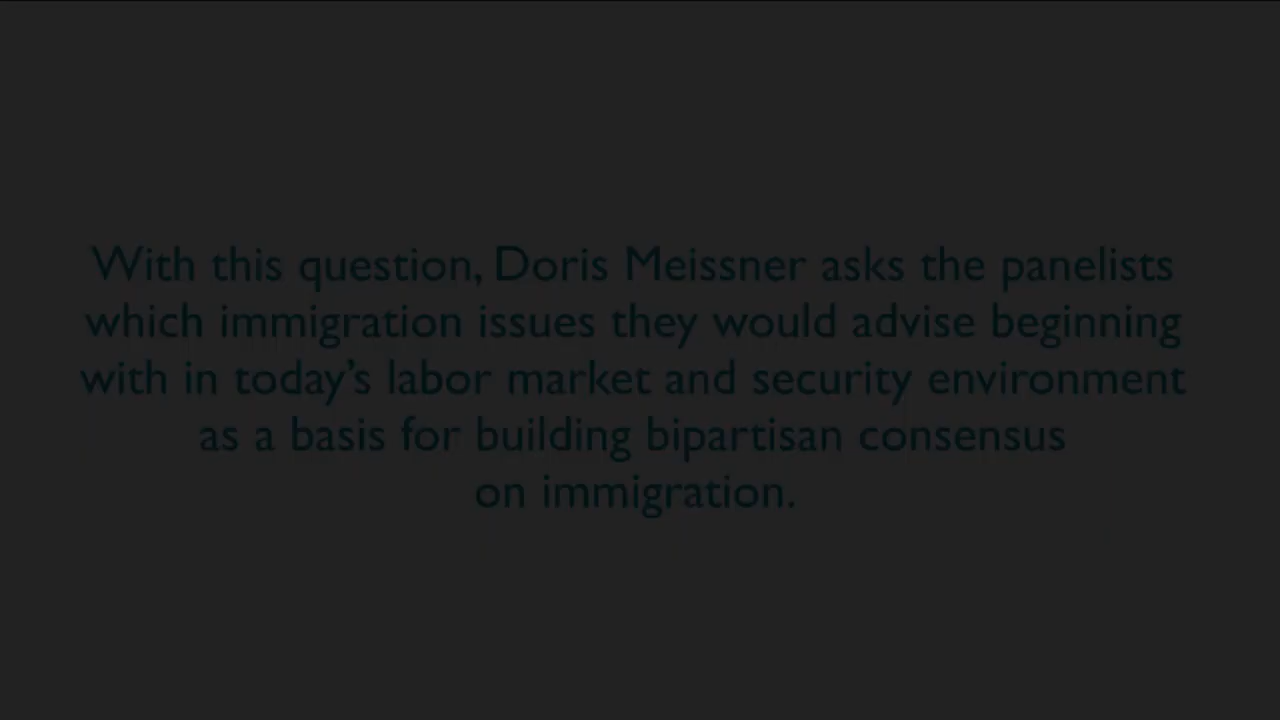 With this question, Doris Meissner asks the panelists
which immigration issues they would advise beginning
with in today’s labor market and security environment
as a basis for building bipartisan consensus
on immigration.